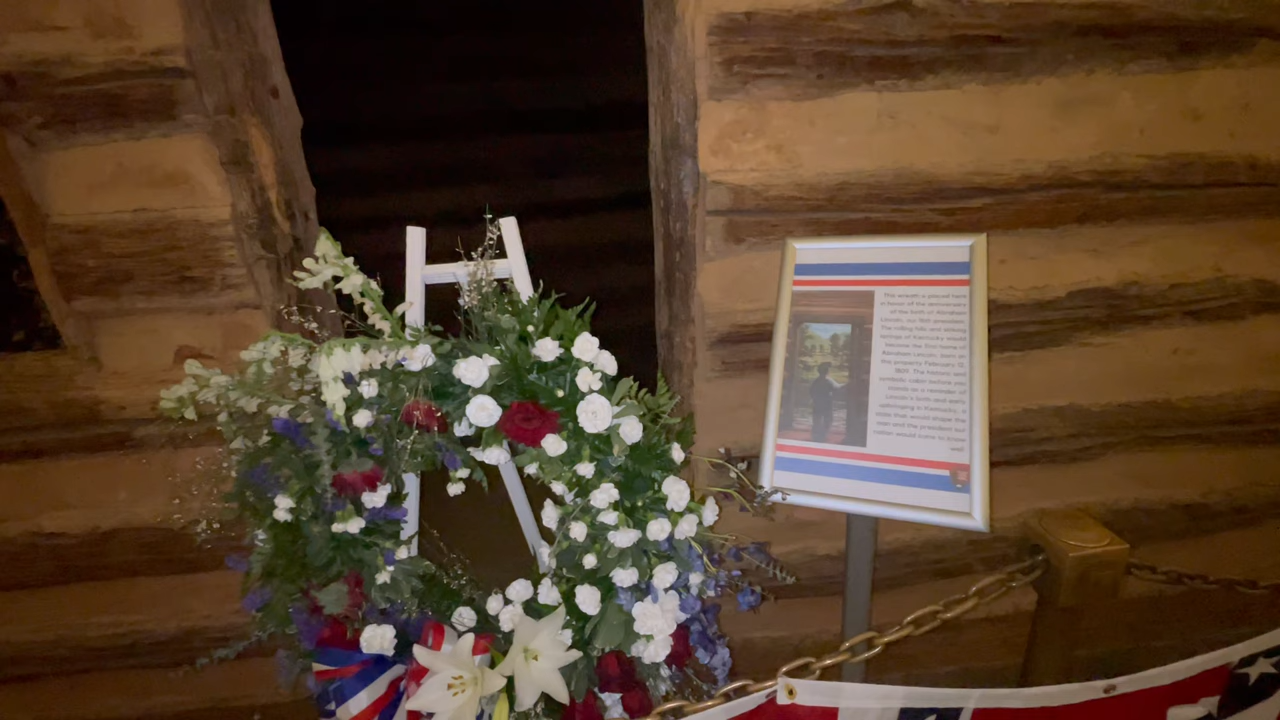 This wreath is placed here
in honor of the anniversary
of the birth of Abraham
Lincoln, our 16th president.
The rolling hills and striking
springs of Kentucky would
become the first home of
Abraham Lincoln, born on
this property February 12,
1809. The historic and
symbolic cabin before you
stands as a reminder of
Lincoln's birth and early
upbringing in Kentucky, a
state that would shape the
man and the president our
nation would come to know
well.